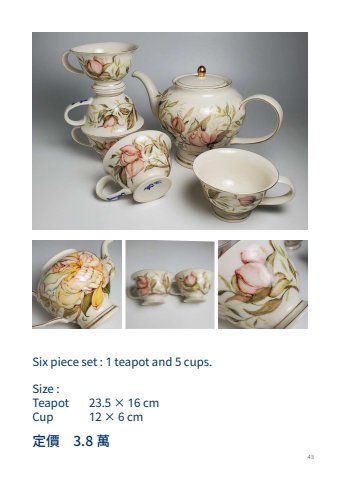 Six piece set : 1 teapot and 5 cups.
Size :
Teapot 23.5 × 16 cm
Cup 12 × 6 cm
定價 3.8 萬
43